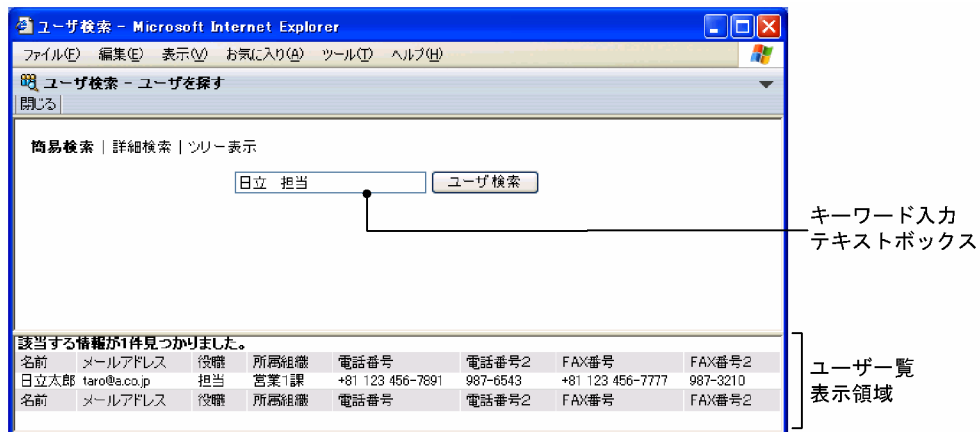 ユーザ検索 - Microsoft Internet Explorer
ファイル(F) 編集(E) 表示(V) お気に入り(A) ツール(T) ヘルプ(H)
ユーザ検索 - ユーザを探す
閉じる
簡易検索 | 詳細検索 | ツリー表示
日立 担当 ユーザ検索
キーワード入力
テキストボックス
該当する情報が1件見つかりました。
名前 メールアドレス 役職 所属組織 電話番号 電話番号2 FAX番号 FAX番号2
日立太郎 taro@a.co.jp 担当 営業1課 +81 123 456-7891 987-6543 +81 123 456-7777 987-3210
名前 メールアドレス 役職 所属組織 電話番号 電話番号2 FAX番号 FAX番号2
ユーザー覧
表示領域